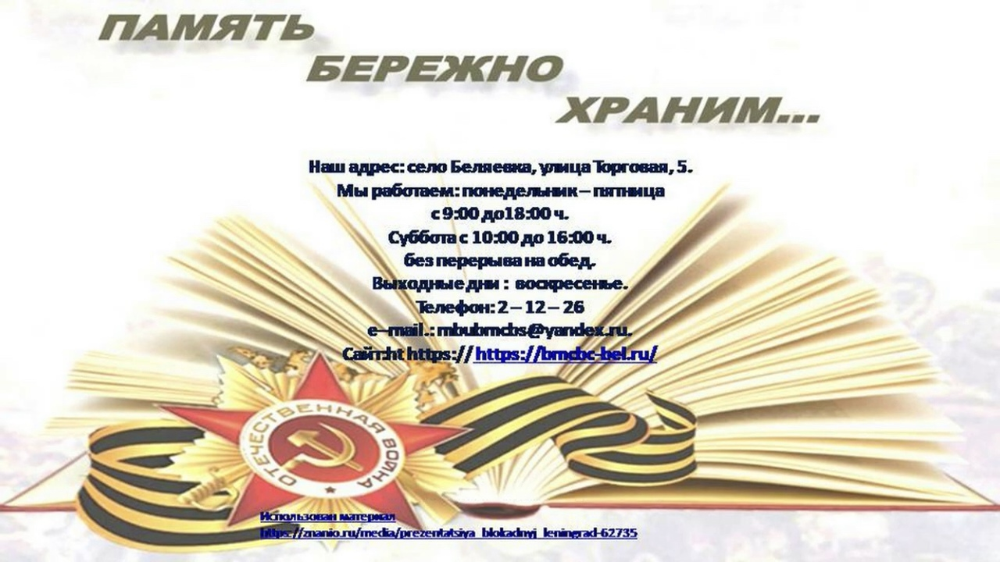 ПАМЯТЬ
БЕРЕЖНО
ХРАНИМ...
Наш адрес: село Беляевка, улица Торговая, 5.
Мы работаем: понедельник – пятница
с 9:00 до18:00 ч.
Суббота с 10:00 до 16:00 ч.
без перерыва на обед.
Выходные дни : воскресенье.
Телефон: 2 – 12 – 26
e–mail.: mbubmcbs@yandex.ru.
Сайт:ht https:// https://bmcbc-bel.ru/
ОТЕЧЕСТВЕННАЯ ВОЙНА
Использован материал
https://znanio.ru/media/prezentatsiya_blokadnyj_leningrad-62735